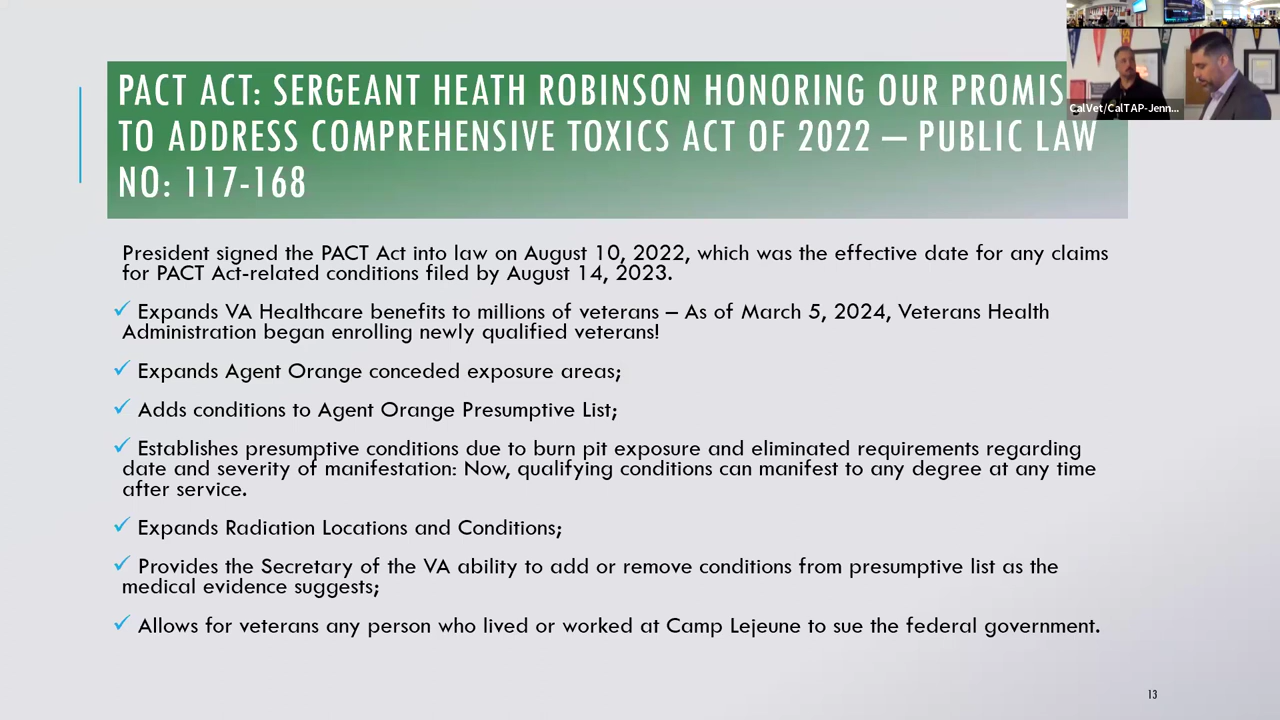 PACT ACT: SERGEANT HEATH ROBINSON HONORING OUR PROMIS
TO ADDRESS COMPREHENSIVE TOXICS ACT OF 2022 – PUBLIC LAW
NO: 117-168
CalVet/CalTAP-Jenn...
President signed the PACT Act into law on August 10, 2022, which was the effective date for any claims
for PACT Act-related conditions filed by August 14, 2023.
✓ Expands VA Healthcare benefits to millions of veterans – As of March 5, 2024, Veterans Health
Administration began enrolling newly qualified veterans!
✓ Expands Agent Orange conceded exposure areas;
✓ Adds conditions to Agent Orange Presumptive List;
✓ Establishes presumptive conditions due to burn pit exposure and eliminated requirements regarding
date and severity of manifestation: Now, qualifying conditions can manifest to any degree at any time
after service.
✓ Expands Radiation Locations and Conditions;
✓ Provides the Secretary of the VA ability to add or remove conditions from presumptive list as the
medical evidence suggests;
✓ Allows for veterans any person who lived or worked at Camp Lejeune to sue the federal government.
13